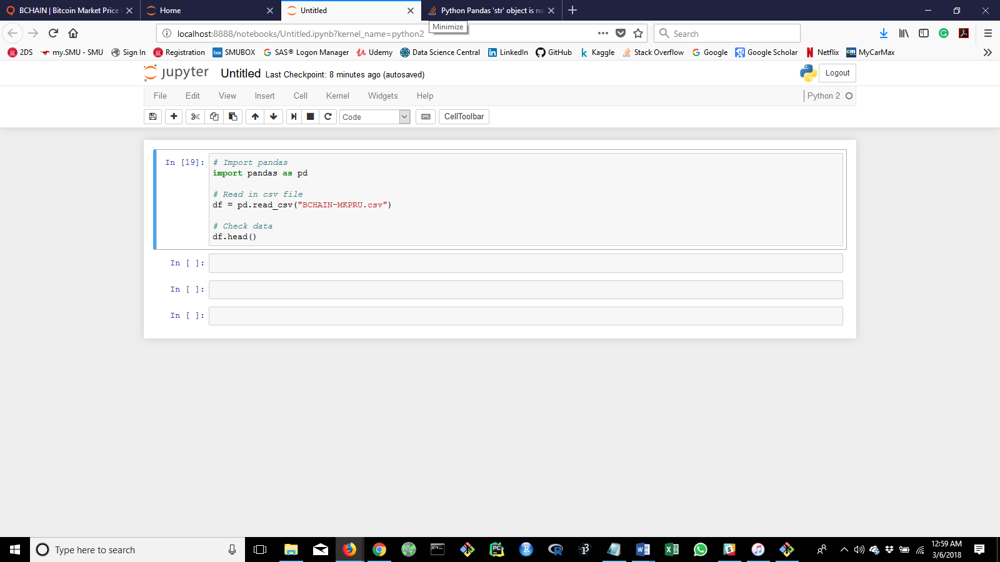 BCHAIN | Bitcoin Market Price
Home
Untitled
Python Pandas 'str' object is no
Minimize
localhost:8888/notebooks/Untitled.ipynb?kernel_name=python2
Search
2DS
my.SMU - SMU
Sign In
Registration
SMUBOX
SAS® Logon Manager
Udemy
Data Science Central
LinkedIn
GitHub
Kaggle
Stack Overflow
Google
Google Scholar
Netflix
MyCarMax
jupyter Untitled Last Checkpoint: 8 minutes ago (autosaved)
Logout
File Edit View Insert Cell Kernel Widgets Help
Python 2
Code
CellToolbar
In [19]:
# Import pandas
import pandas as pd
# Read in csv file
df = pd.read_csv("BCHAIN-MKPRU.csv")
# Check data
df.head()
In [ ]:
In [ ]:
In [ ]:
Type here to search
12:59 AM
3/6/2018